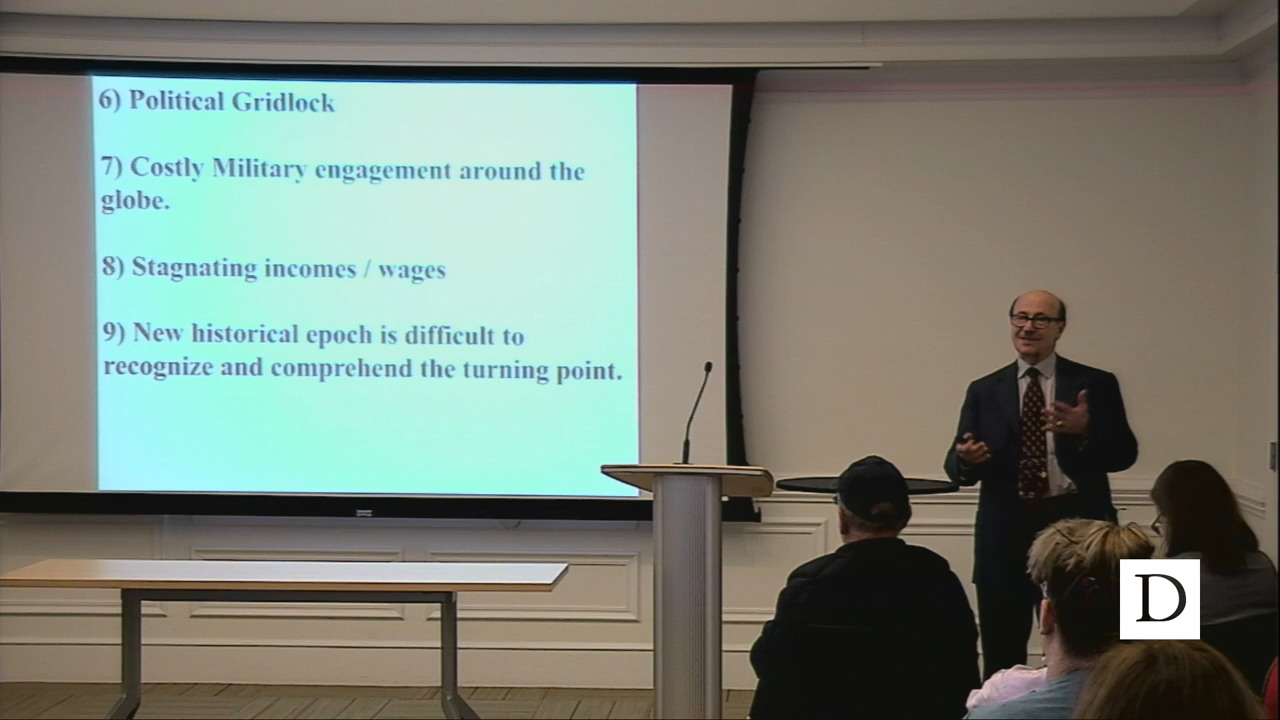 6) Political Gridlock
7) Costly Military engagement around the
globe.
8) Stagnating incomes / wages
9) New historical epoch is difficult to
recognize and comprehend the turning point.
D